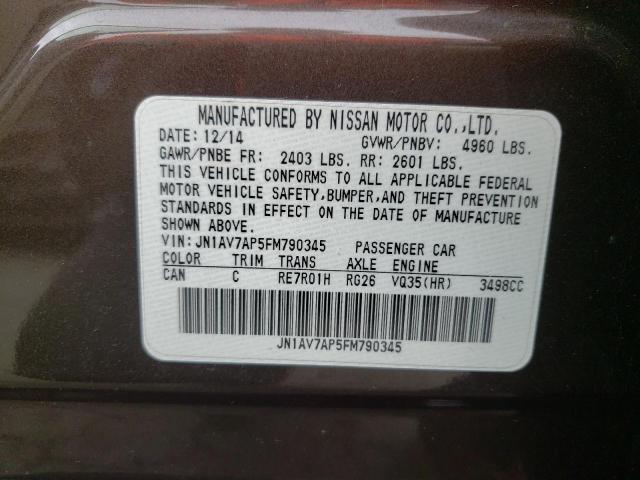 MANUFACTURED BY NISSAN MOTOR CO.,LTD.
DATE: 12/14 GVWR/PNBV: 4960 LBS.
GAWR/PNBE FR: 2403 LBS. RR: 2601 LBS.
THIS VEHICLE CONFORMS TO ALL APPLICABLE FEDERAL
MOTOR VEHICLE SAFETY,BUMPER,AND THEFT PREVENTION
STANDARDS IN EFFECT ON THE DATE OF MANUFACTURE
SHOWN ABOVE.
VIN: JN1AV7AP5FM790345 PASSENGER CAR
COLOR TRIM TRANS AXLE ENGINE
CAN C RE7R01H RG26 VQ35(HR) 3498CC
JN1AV7AP5FM790345